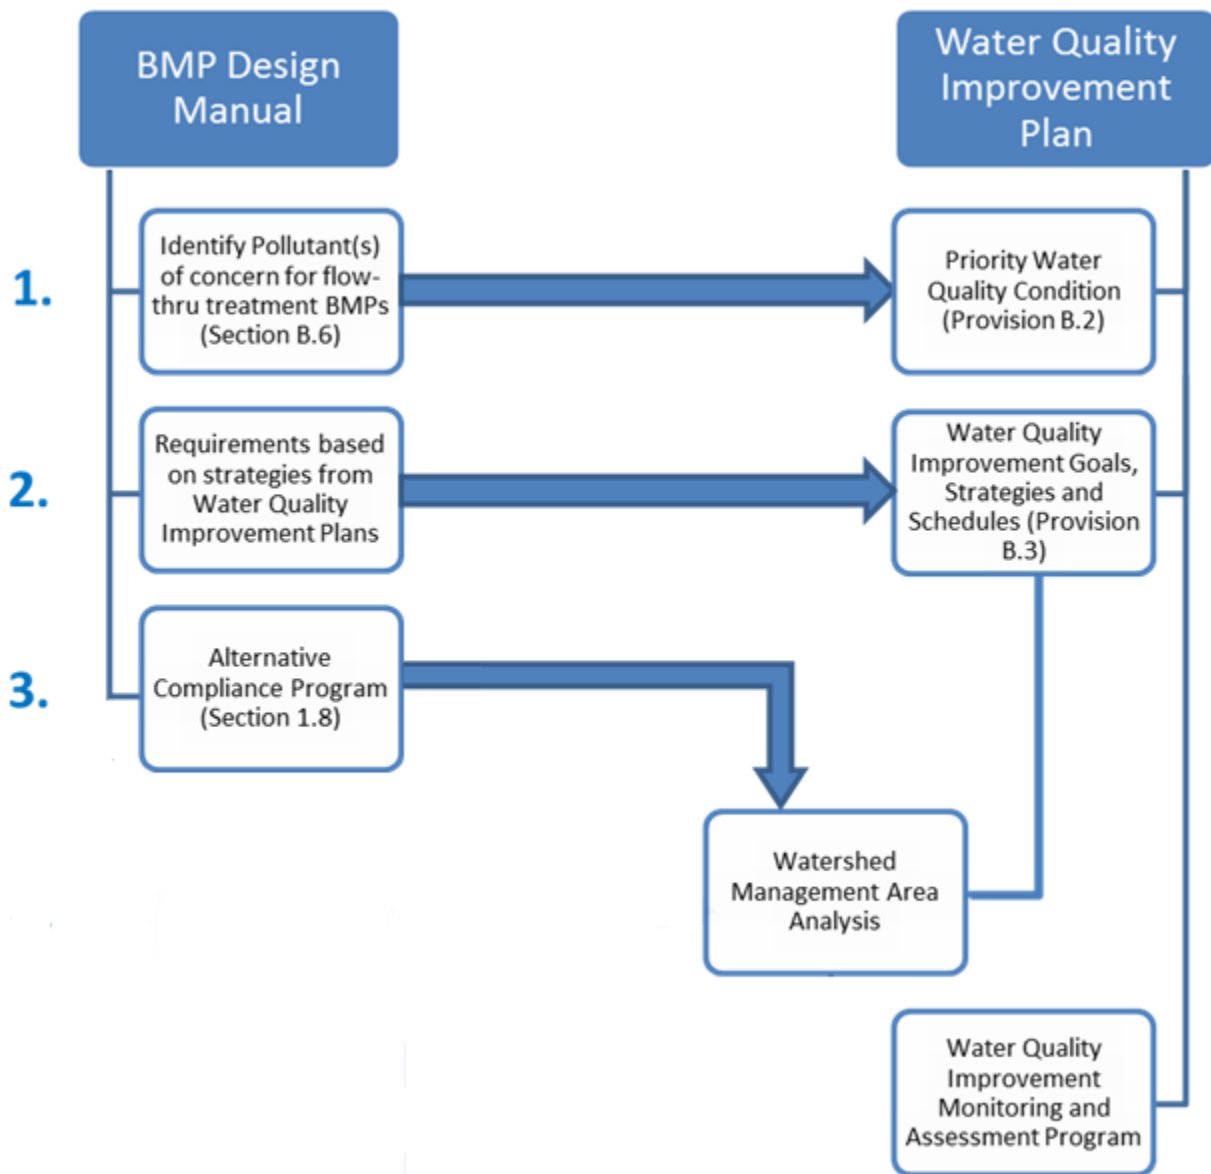 BMP Design
Manual
Water Quality
Improvement
Plan
1.
Identify Pollutant(s)
of concern for flow-
thru treatment BMPs
(Section B.6)
Priority Water
Quality Condition
(Provision B.2)
2.
Requirements based
on strategies from
Water Quality
Improvement Plans
Water Quality
Improvement Goals,
Strategies and
Schedules (Provision
B.3)
3.
Alternative
Compliance Program
(Section 1.8)
Watershed
Management Area
Analysis
Water Quality
Improvement
Monitoring and
Assessment Program